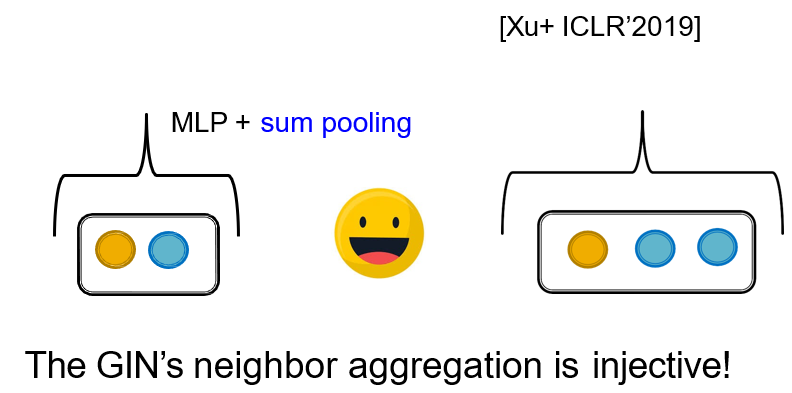 [Xu+ ICLR’2019]
MLP + sum pooling
The GIN’s neighbor aggregation is injective!